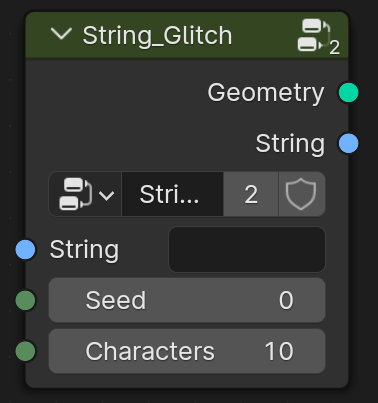 String_Glitch
2
Geometry
String
Stri... 2
String
Seed 0
Characters 10